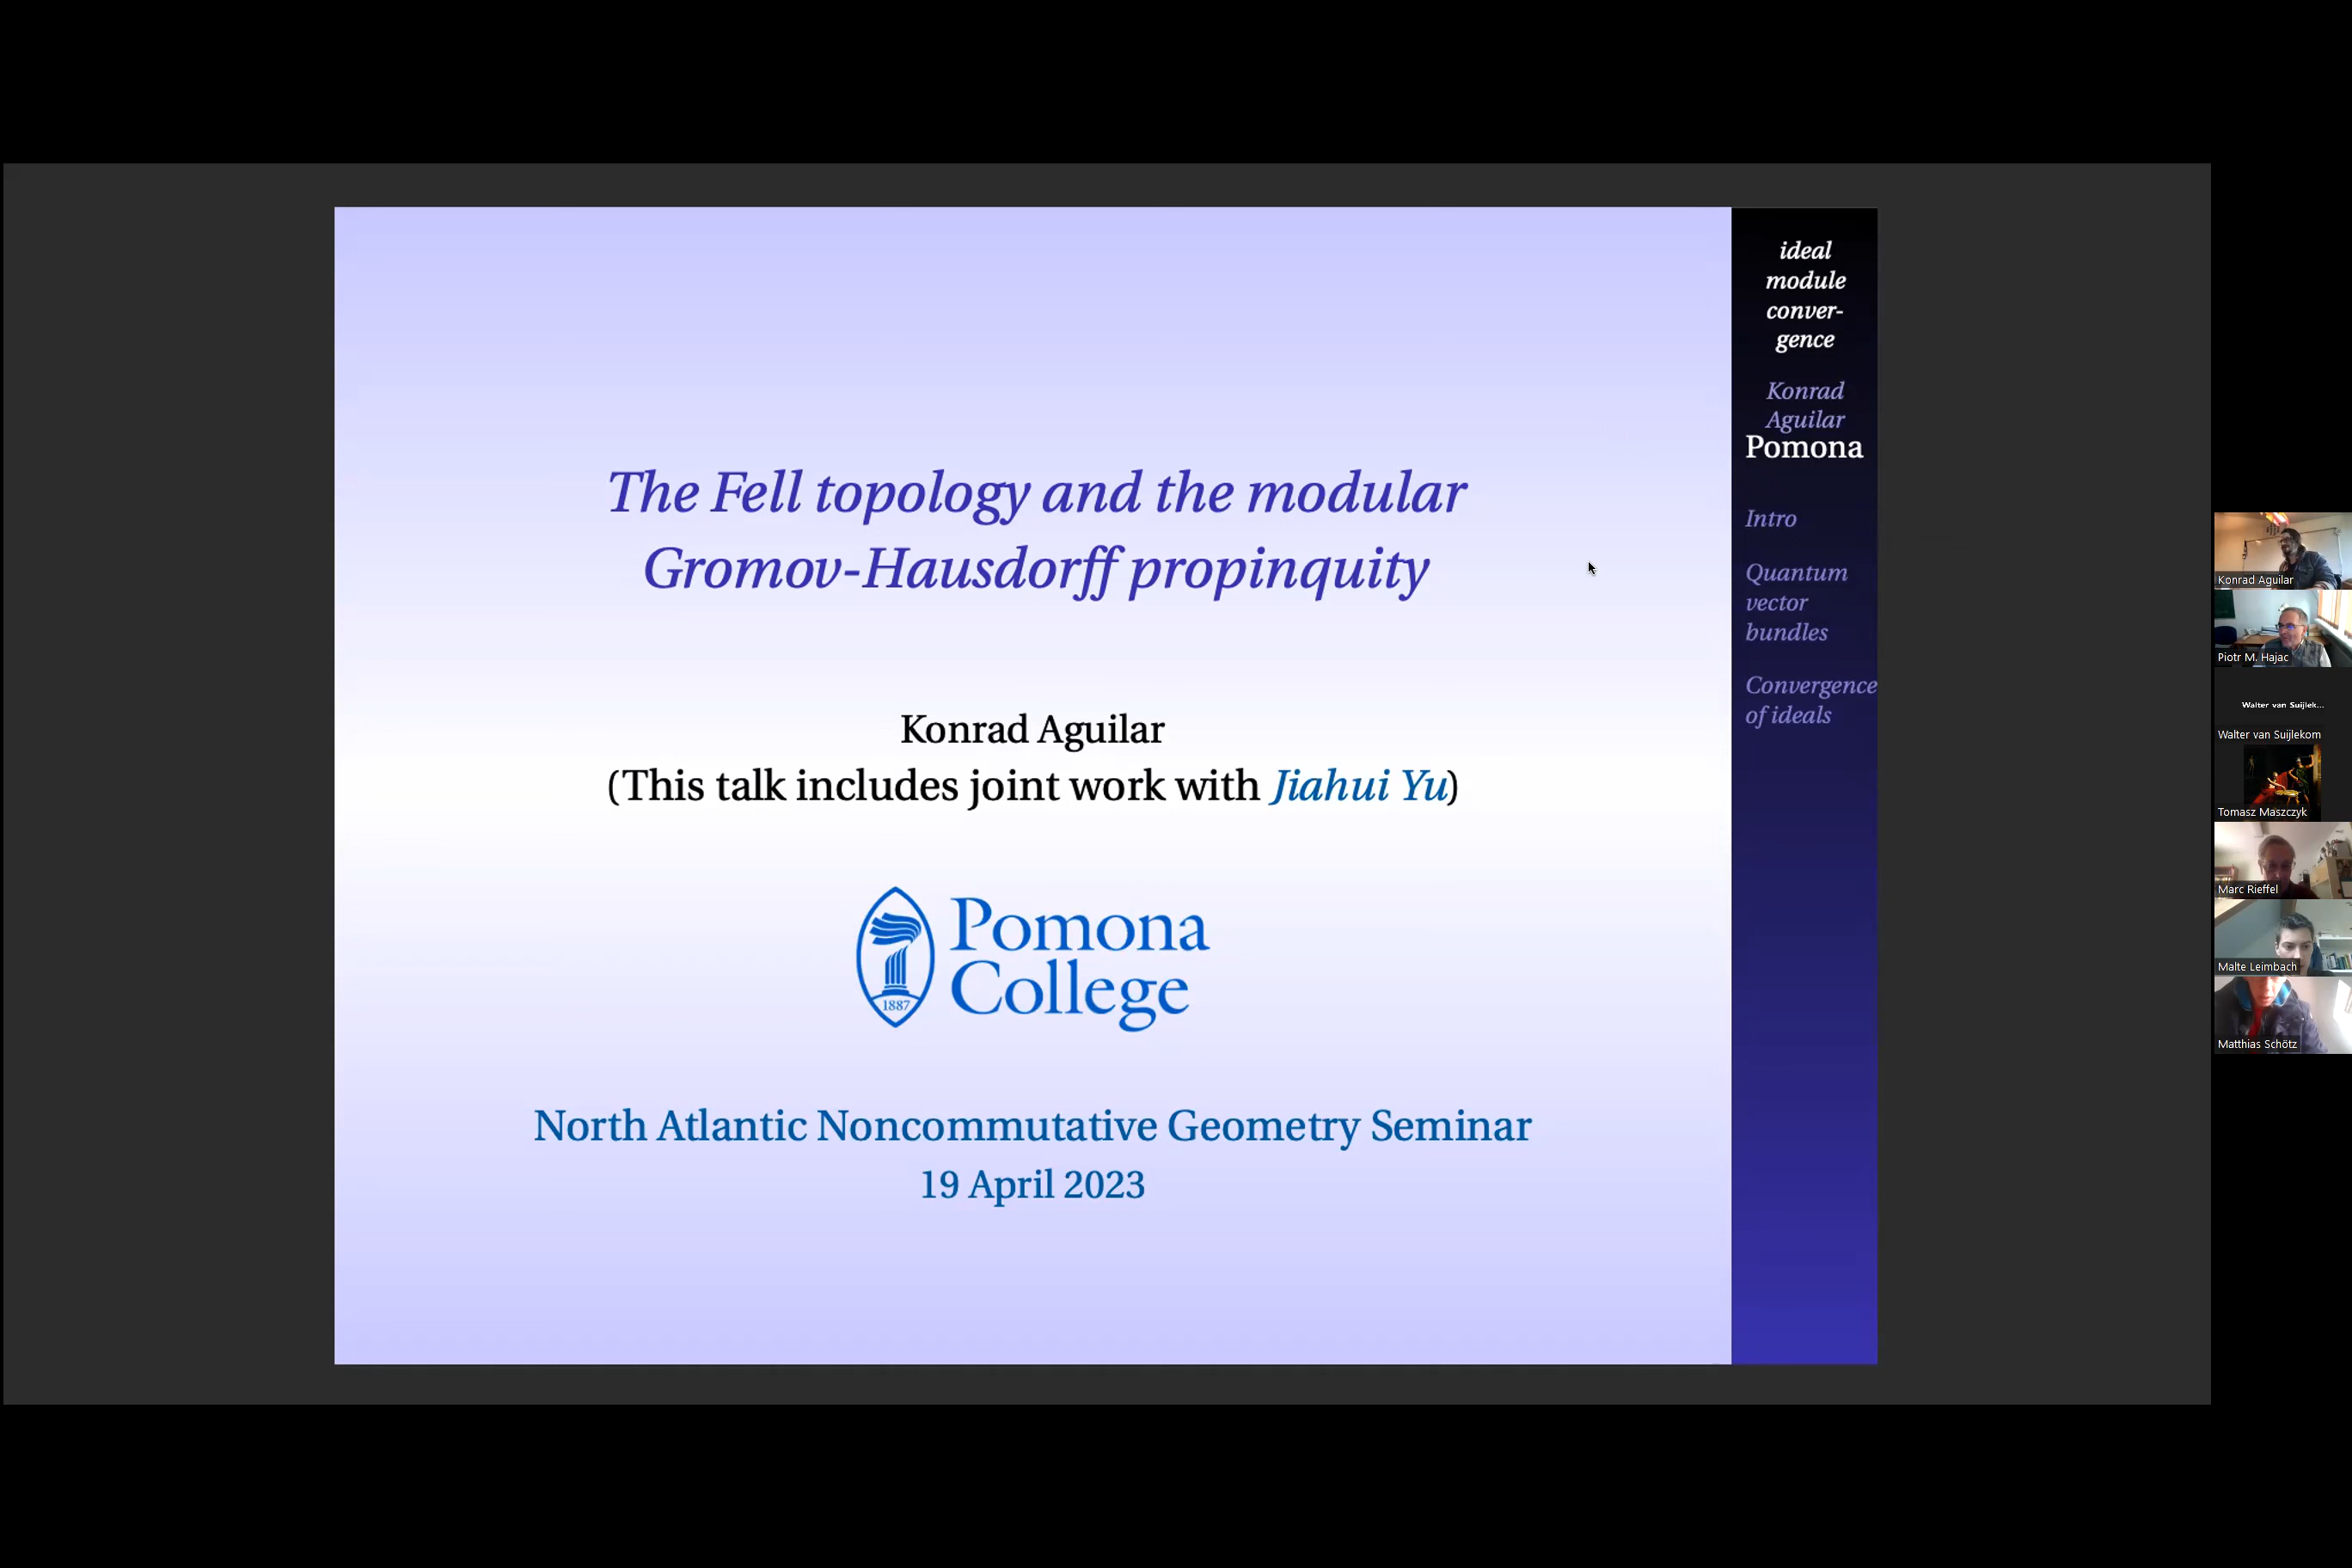 The Fell topology and the modular
Gromov-Hausdorff propinquity
Konrad Aguilar
(This talk includes joint work with Jiahui Yu)
Pomona
College
1887
North Atlantic Noncommutative Geometry Seminar
19 April 2023
ideal
module
conver-
gence
Konrad
Aguilar
Pomona
Intro
Quantum
vector
bundles
Convergence
of ideals
Konrad Aguilar
Piotr M. Hajac
Walter van Suijlek...
Walter van Suijlekom
Tomasz Maszczyk
Marc Rieffel
Malte Leimbach
Matthias Schötz